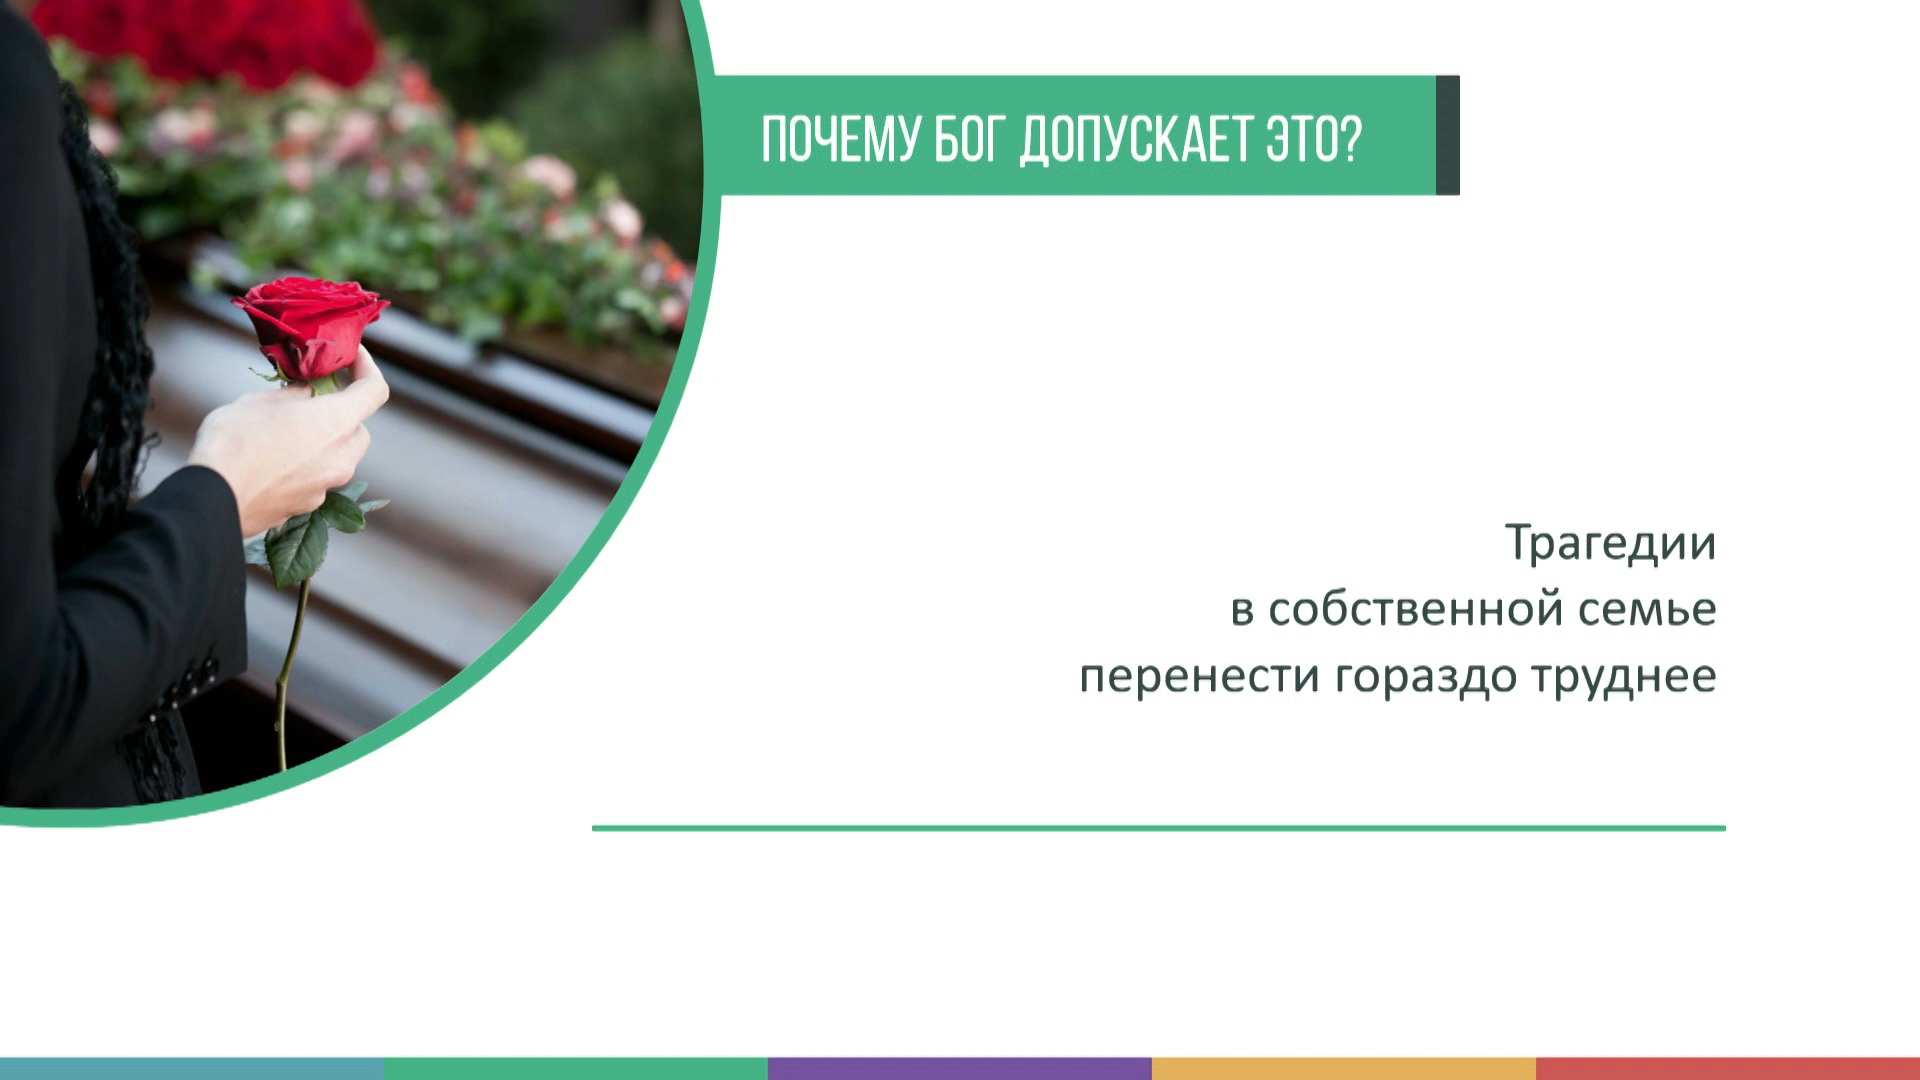 ПОЧЕМУ БОГ ДОПУСКАЕТ ЭТО?
Трагедии
в собственной семье
перенести гораздо труднее